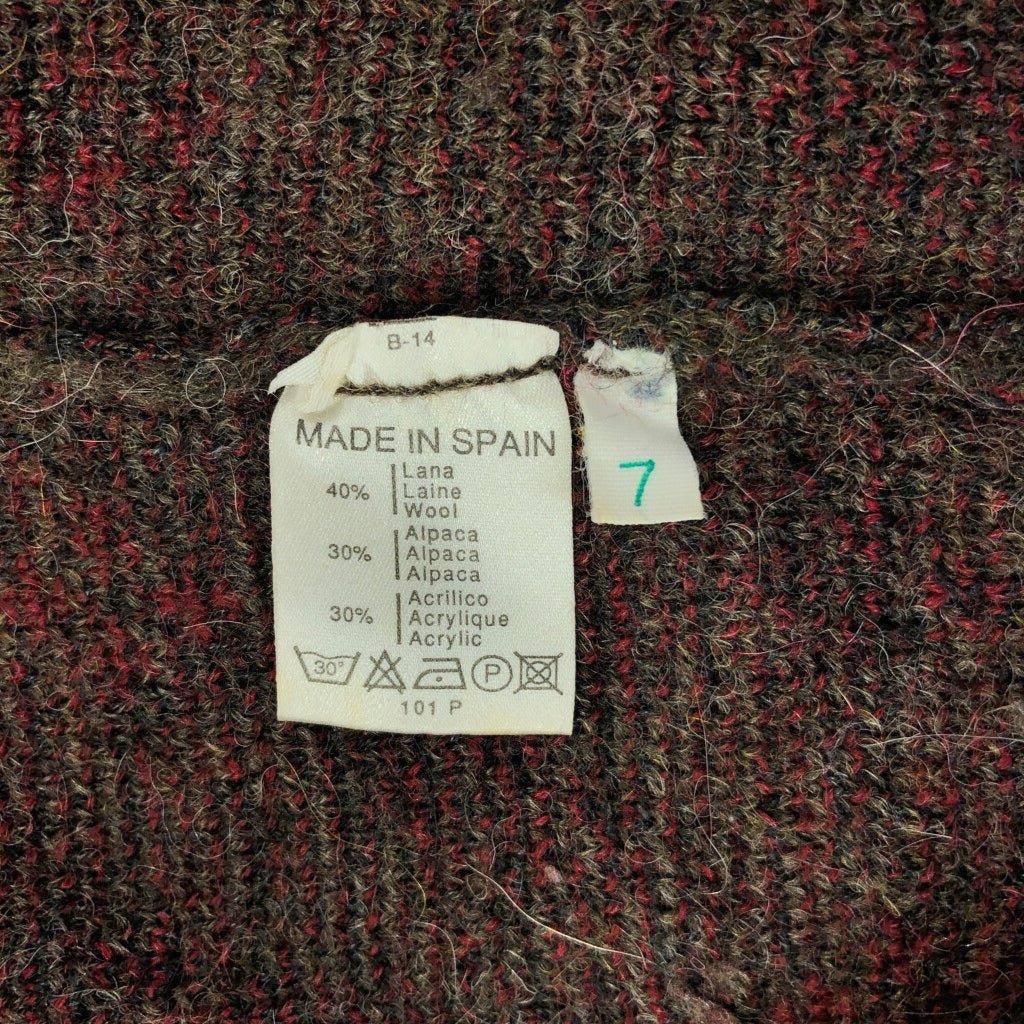 B-14
MADE IN SPAIN
40%
Lana
Laine
Wool
30%
Alpaca
Alpaca
Alpaca
30%
Acrilico
Acrylique
Acrylic
30° P
101 P
7